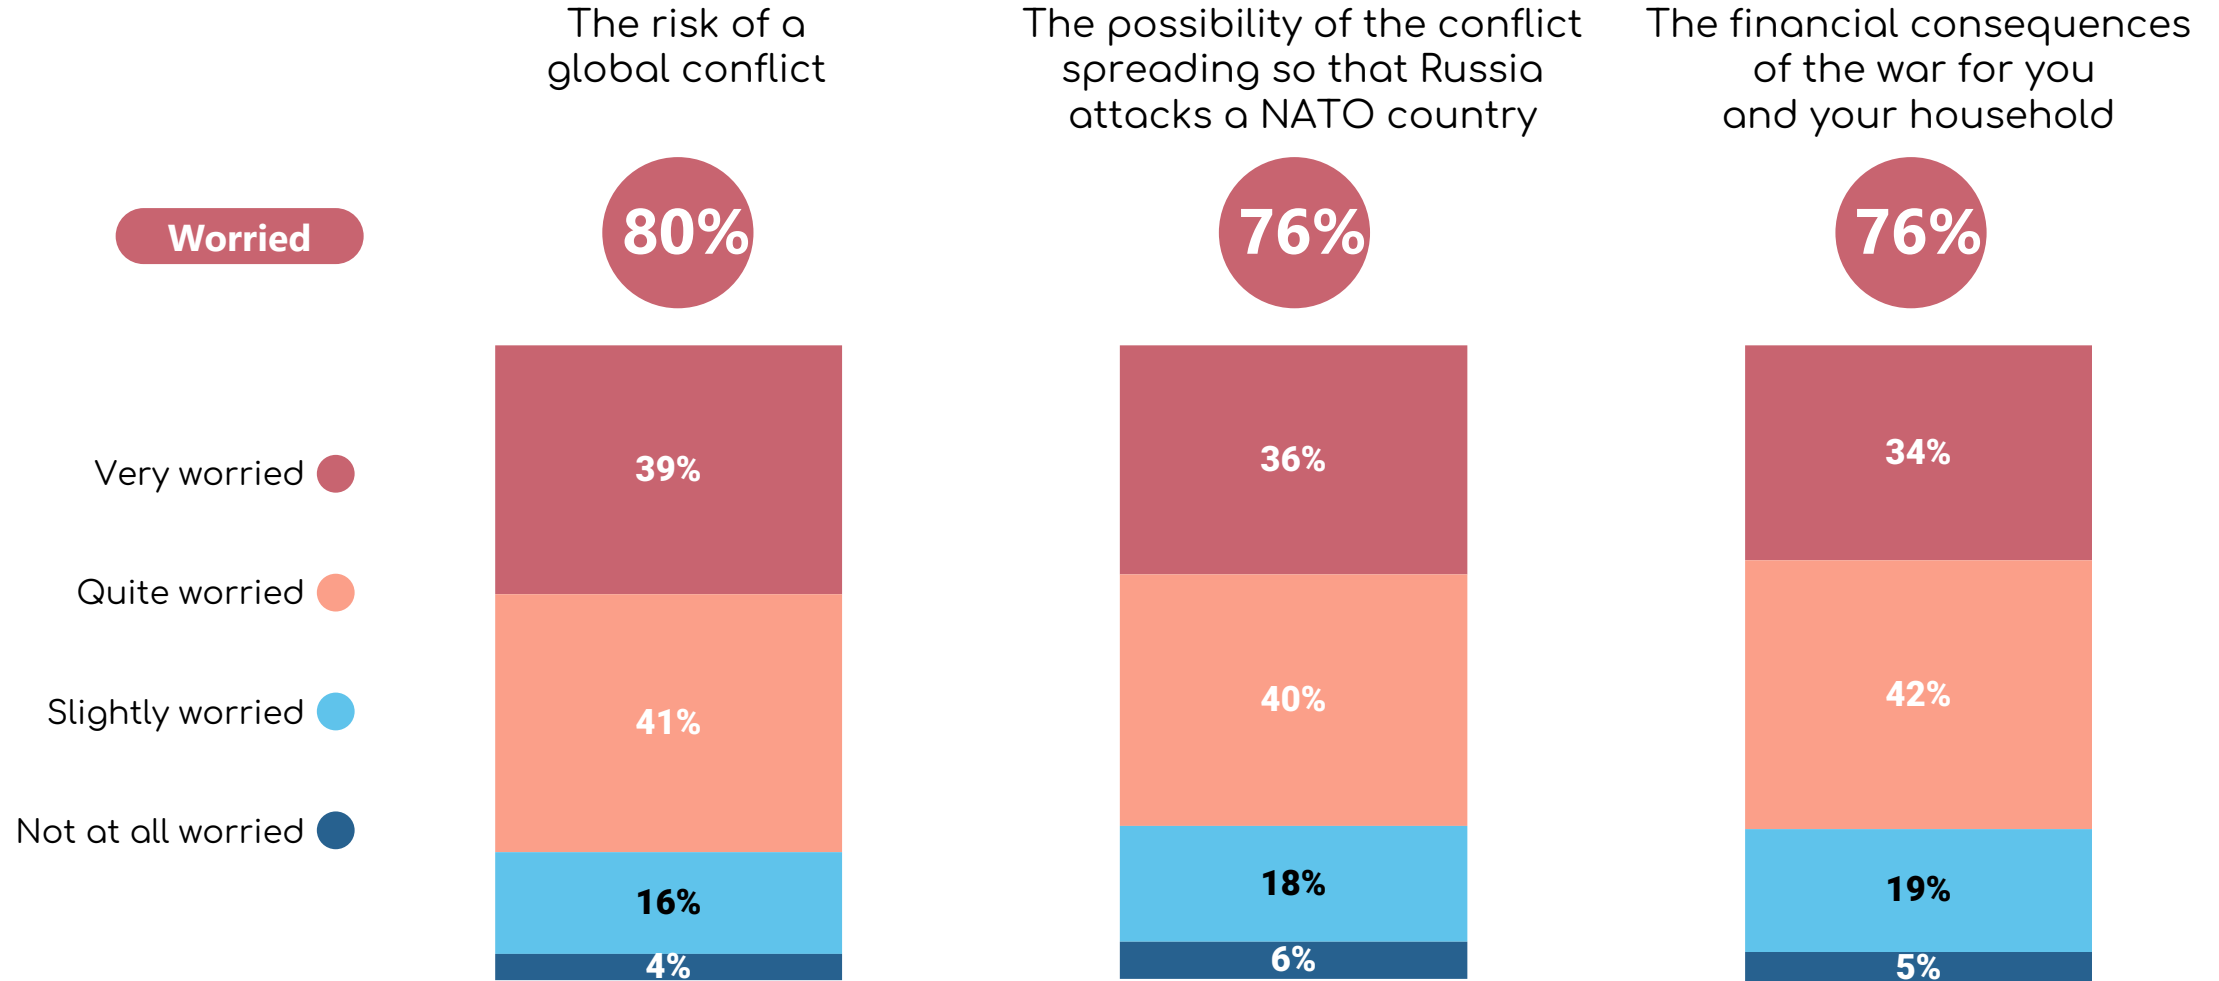 The risk of a
global conflict
The possibility of the conflict
spreading so that Russia
attacks a NATO country
The financial consequences
of the war for you
and your household
Worried
80%
76%
76%
Very worried
39%
36%
34%
Quite worried
41%
40%
42%
Slightly worried
16%
18%
19%
Not at all worried
4%
6%
5%